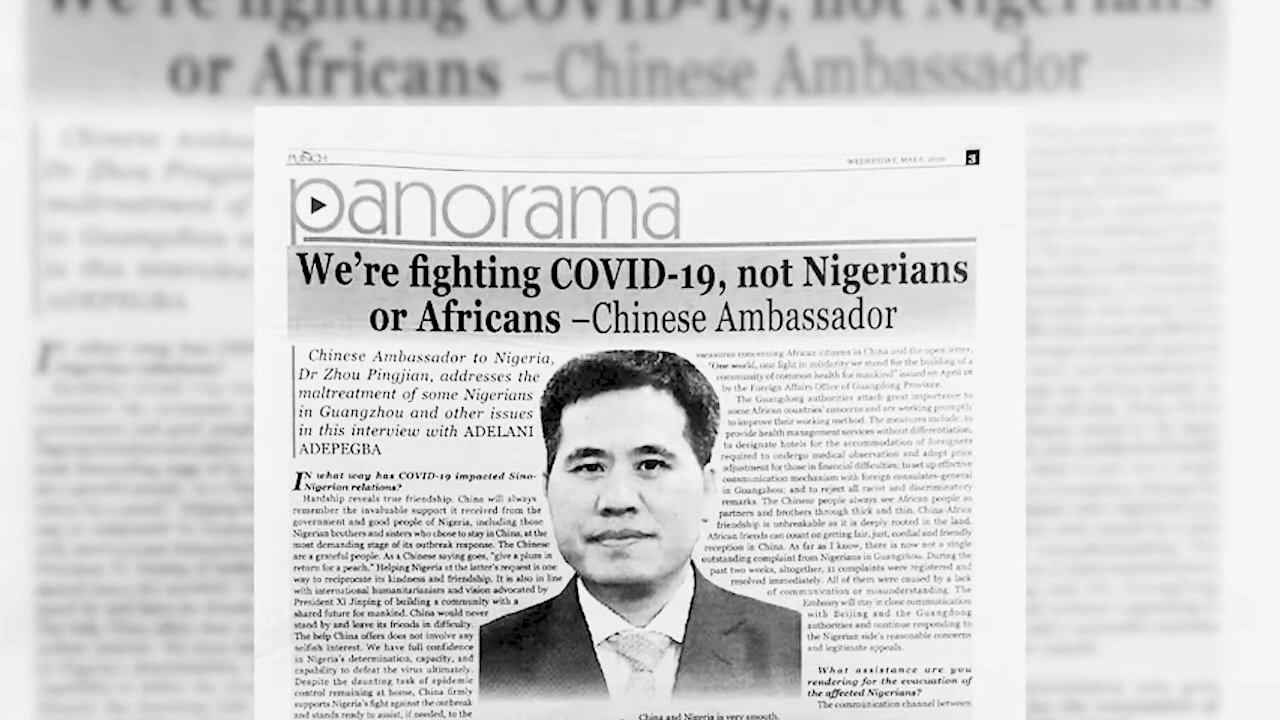 We're fighting COVID-19, not Nigerians
or Africans –Chinese Ambassador
PUNCH
WEDNESDAY, MAY 6, 2020
3
panorama
We're fighting COVID-19, not Nigerians
or Africans –Chinese Ambassador
Chinese Ambassador to Nigeria,
Dr Zhou Pingjian, addresses the
maltreatment of some Nigerians
in Guangzhou and other issues
in this interview with ADELANI
ADEPEGBA
IN what way has COVID-19 impacted Sino-
Nigerian relations?
Hardship reveals true friendship. China will always
remember the invaluable support it received from the
government and good people of Nigeria, including those
Nigerian brothers and sisters who chose to stay in China, at the
most demanding stage of its outbreak response. The Chinese
are a grateful people. As a Chinese saying goes, "give a plum in
return for a peach." Helping Nigeria at the latter's request is one
way to reciprocate its kindness and friendship. It is also in line
with international humanitarianism and vision advocated by
President Xi Jinping of building a community with a
shared future for mankind. China would never
stand by and leave its friends in difficulty.
The help China offers does not involve any
selfish interest. We have full confidence
in Nigeria's determination, capacity, and
capability to defeat the virus ultimately.
Despite the daunting task of epidemic
control remaining at home, China firmly
supports Nigeria's fight against the outbreak
and stands ready to assist, if needed, to the
measures concerning African citizens in China and the open letter,
"One world, one fight in solidarity we stand for the building of a
community of common health for mankind" issued on April
by the Foreign Affairs Office of Guangdong Province.
The Guangdong authorities attach great importance to
some African countries' concerns and are working promptly
to improve their working method. The measures include: to
provide health management services without differentiation,
to designate hotels for the accommodation of foreigners
required to undergo medical observation and adopt price
adjustment for those in financial difficulties; to set up effective
communication mechanism with foreign consulates-general
in Guangzhou; and to reject all racist and discriminatory
remarks. The Chinese people always see African people as
partners and brothers through thick and thin. China-Africa
friendship is unbreakable as it is deeply rooted in the land.
African friends can count on getting fair, just, cordial and friendly
reception in China. As far as I know, there is now not a single
outstanding complaint from Nigerians in Guangzhou. During the
past two weeks, altogether, 11 complaints were registered and
resolved immediately. All of them were caused by a lack
of communication or misunderstanding. The
Embassy will stay in close communication
with Beijing and the Guangdong
authorities and continue responding to
the Nigerian side's reasonable concerns
and legitimate appeals.
What assistance are you
rendering for the evacuation of
the affected Nigerians?
The communication channel between
China and Nigeria is very smooth.